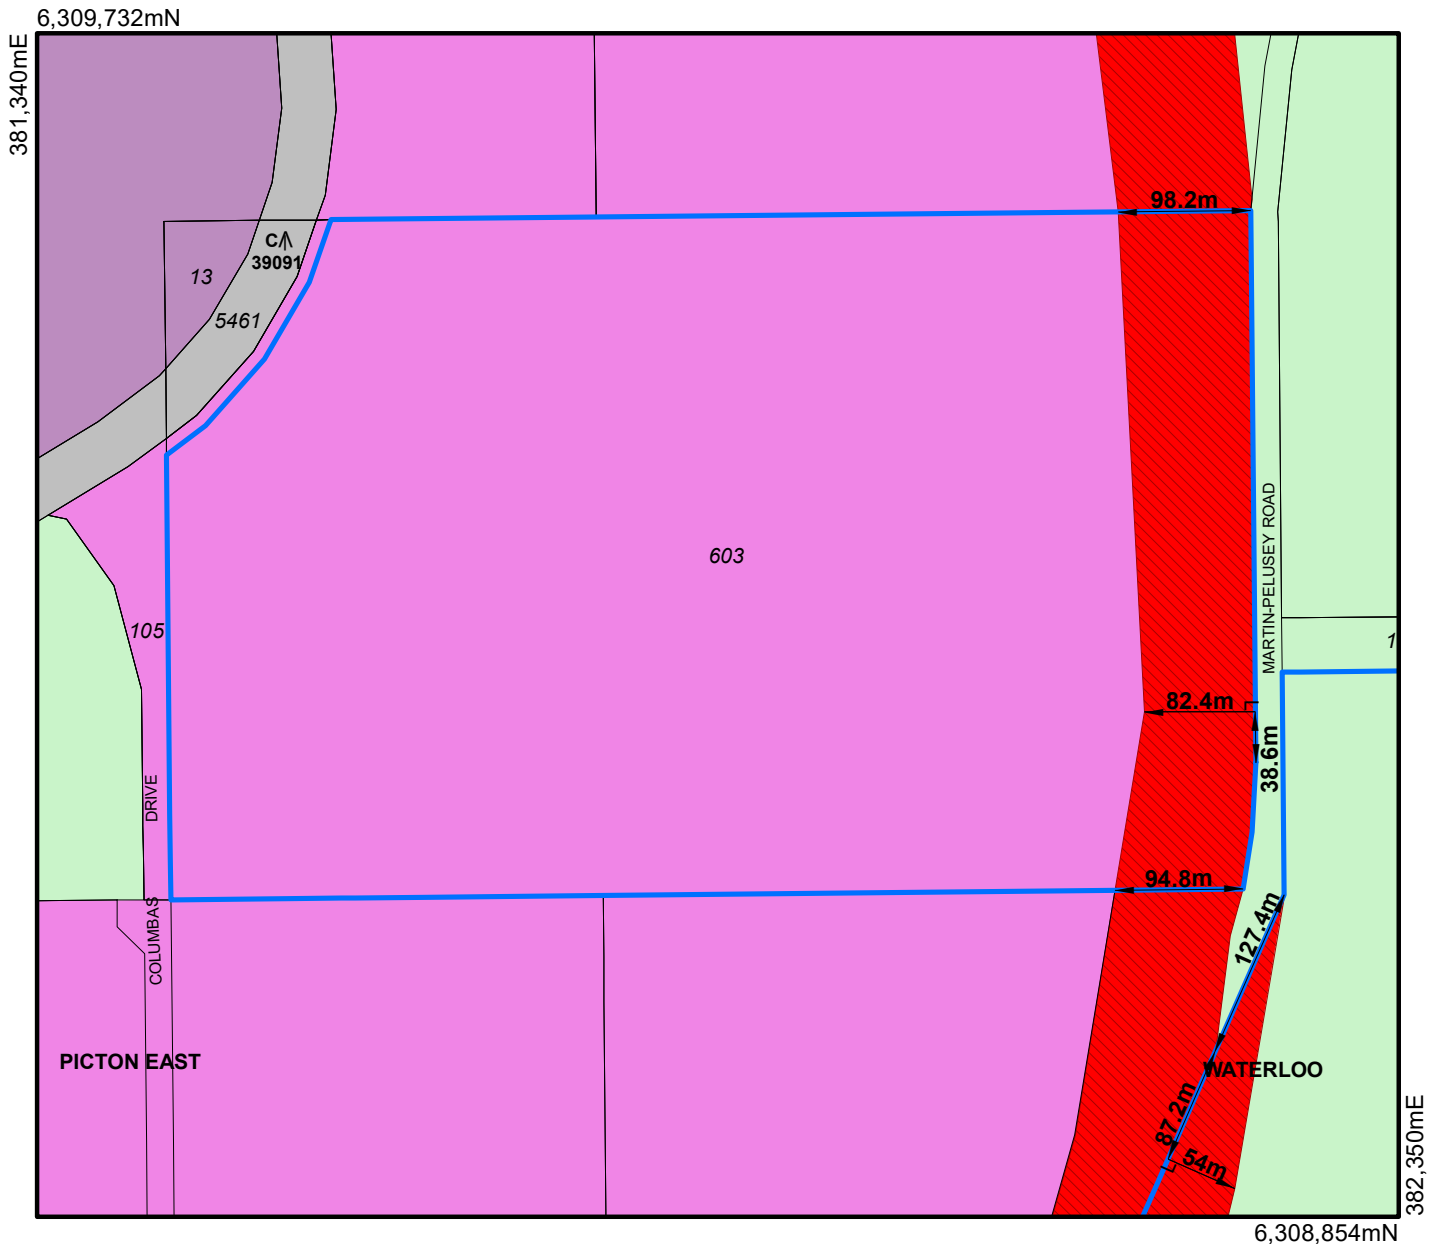 6,309,732mN
381,340mE
98.2m
C
39091
13
5461
603
MARTIN-PELUSEY ROAD
105
1
82.4m
38.6m
DRIVE
94.8m
COLUMBAS
127.4m
PICTON EAST
WATERLOO
87.2m
54m
382,350mE
6,308,854mN